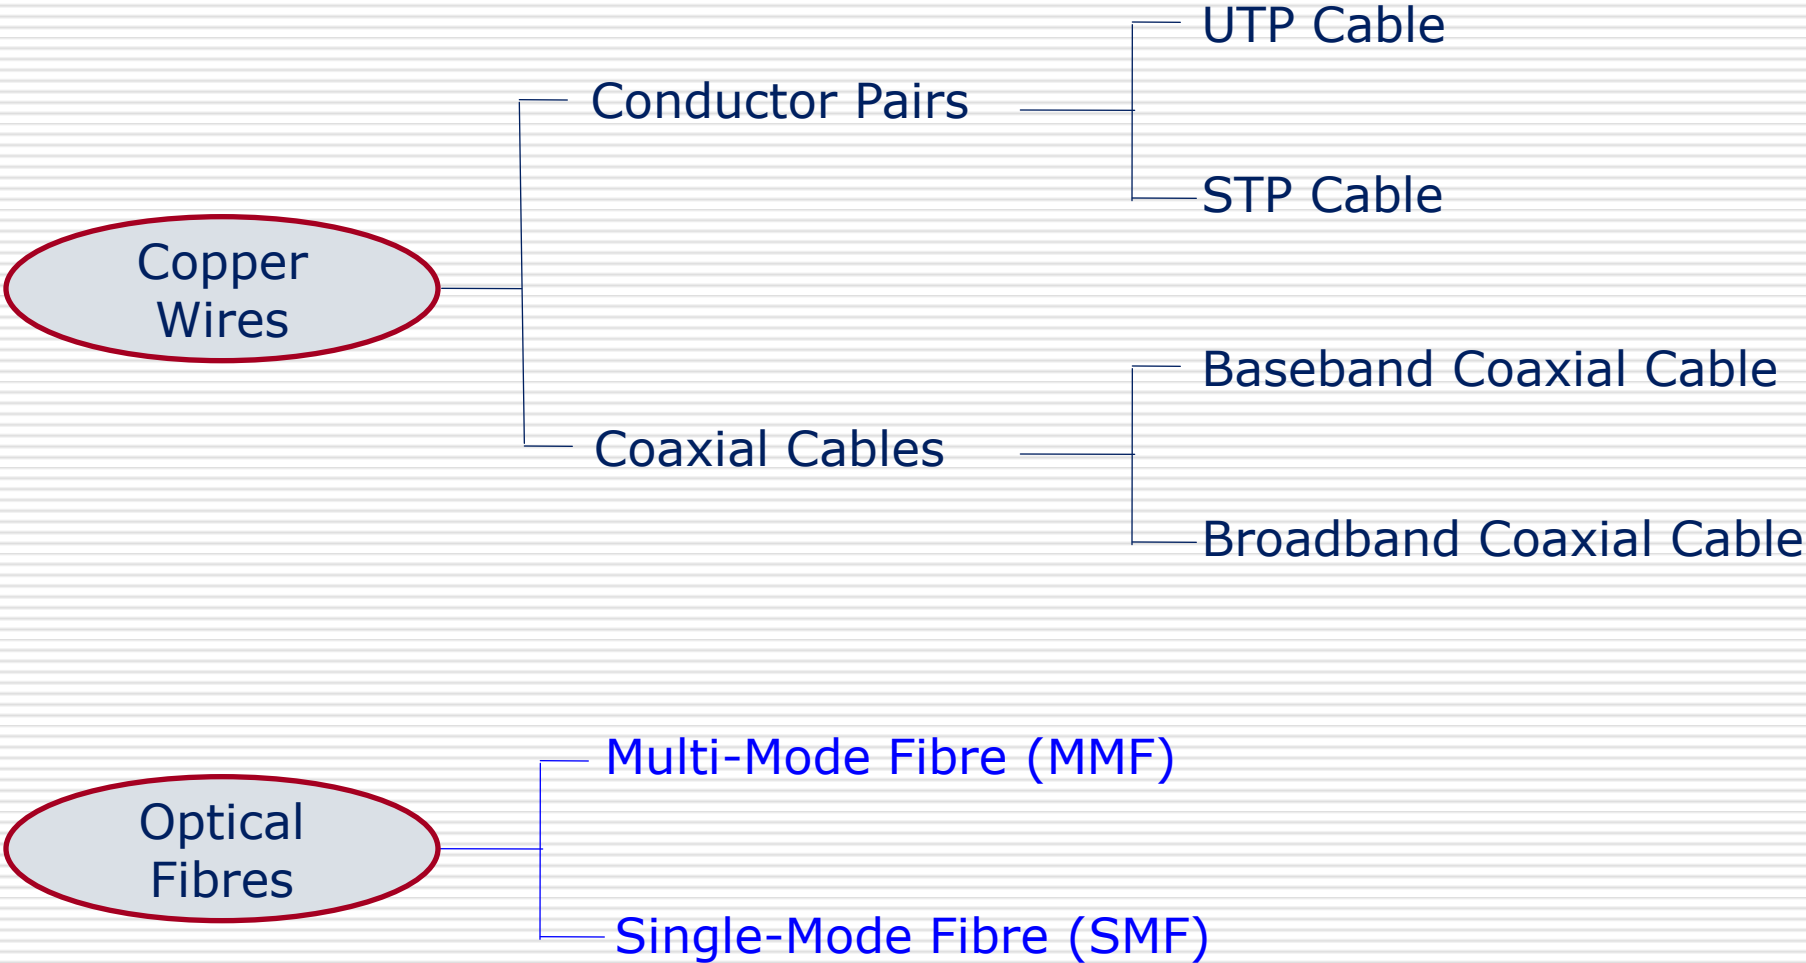 UTP Cable
Conductor Pairs
STP Cable
Copper
Wires
Baseband Coaxial Cable
Coaxial Cables
Broadband Coaxial Cable
Multi-Mode Fibre (MMF)
Optical
Fibres
Single-Mode Fibre (SMF)